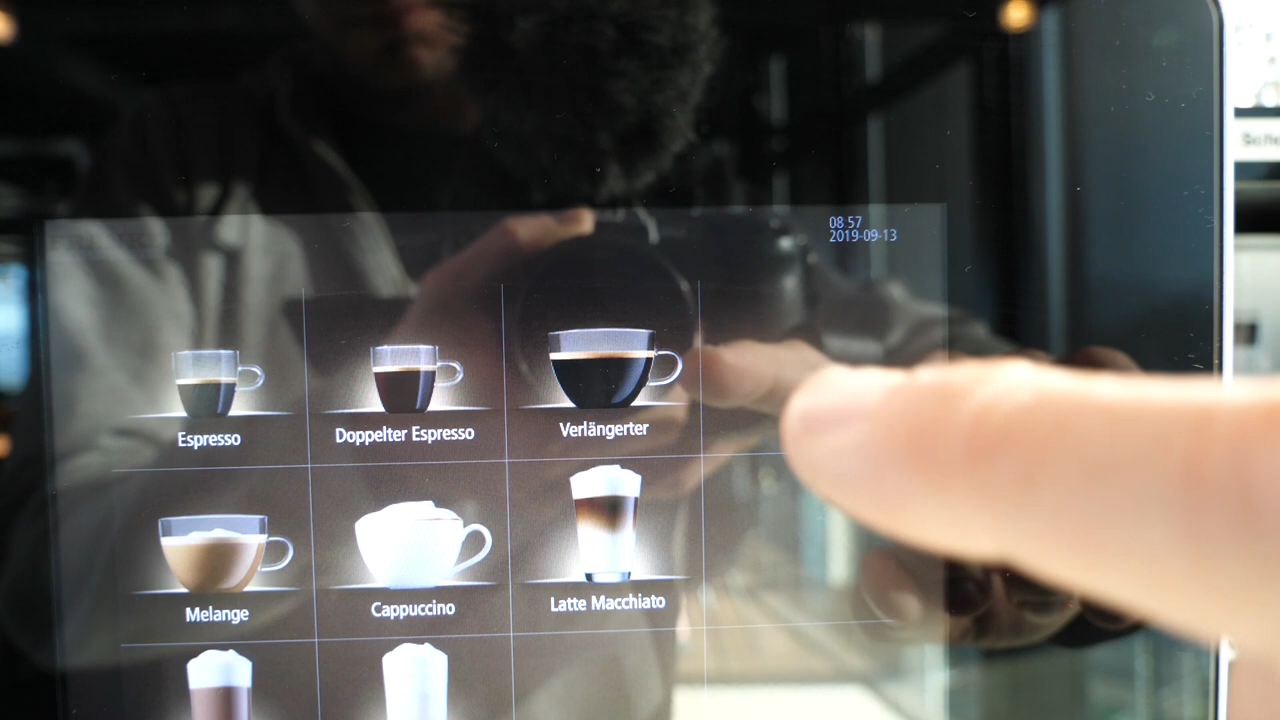 08:57
2019-09-13
Espresso
Doppelter Espresso
Verlängerter
Melange
Cappuccino
Latte Macchiato